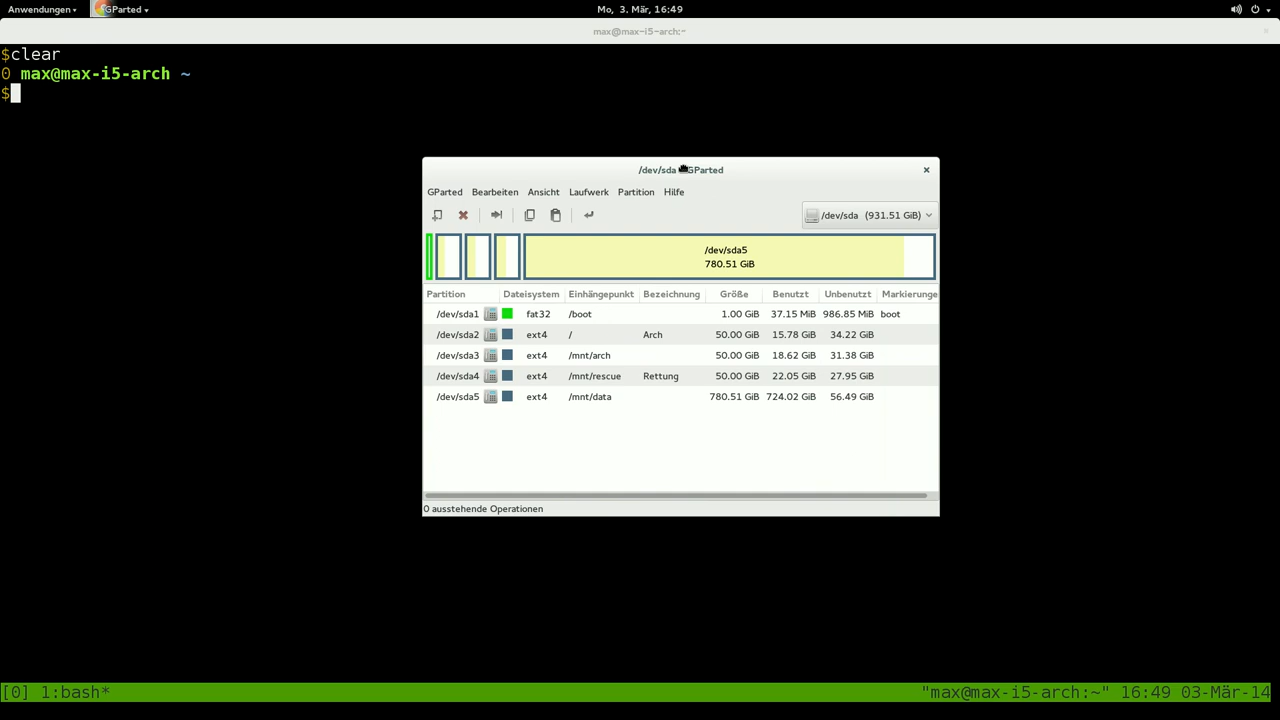 Anwendungen GParted Mo, 3. Mär, 16:49
max@max-i5-arch:~
$clear
0 max@max-i5-arch ~
$
/dev/sda GParted
GParted Bearbeiten Ansicht Laufwerk Partition Hilfe
/dev/sda (931.51 GiB)
/dev/sda5
780.51 GiB
Partition Dateisystem Einhängepunkt Bezeichnung Größe Benutzt Unbenutzt Markierunge
/dev/sda1 fat32 /boot 1.00 GiB 37.15 MiB 986.85 MiB boot
/dev/sda2 ext4 / Arch 50.00 GiB 15.78 GiB 34.22 GiB
/dev/sda3 ext4 /mnt/arch 50.00 GiB 18.62 GiB 31.38 GiB
/dev/sda4 ext4 /mnt/rescue Rettung 50.00 GiB 22.05 GiB 27.95 GiB
/dev/sda5 ext4 /mnt/data 780.51 GiB 724.02 GiB 56.49 GiB
0 ausstehende Operationen
[0] 1:bash* "max@max-i5-arch:~" 16:49 03-Mär-14